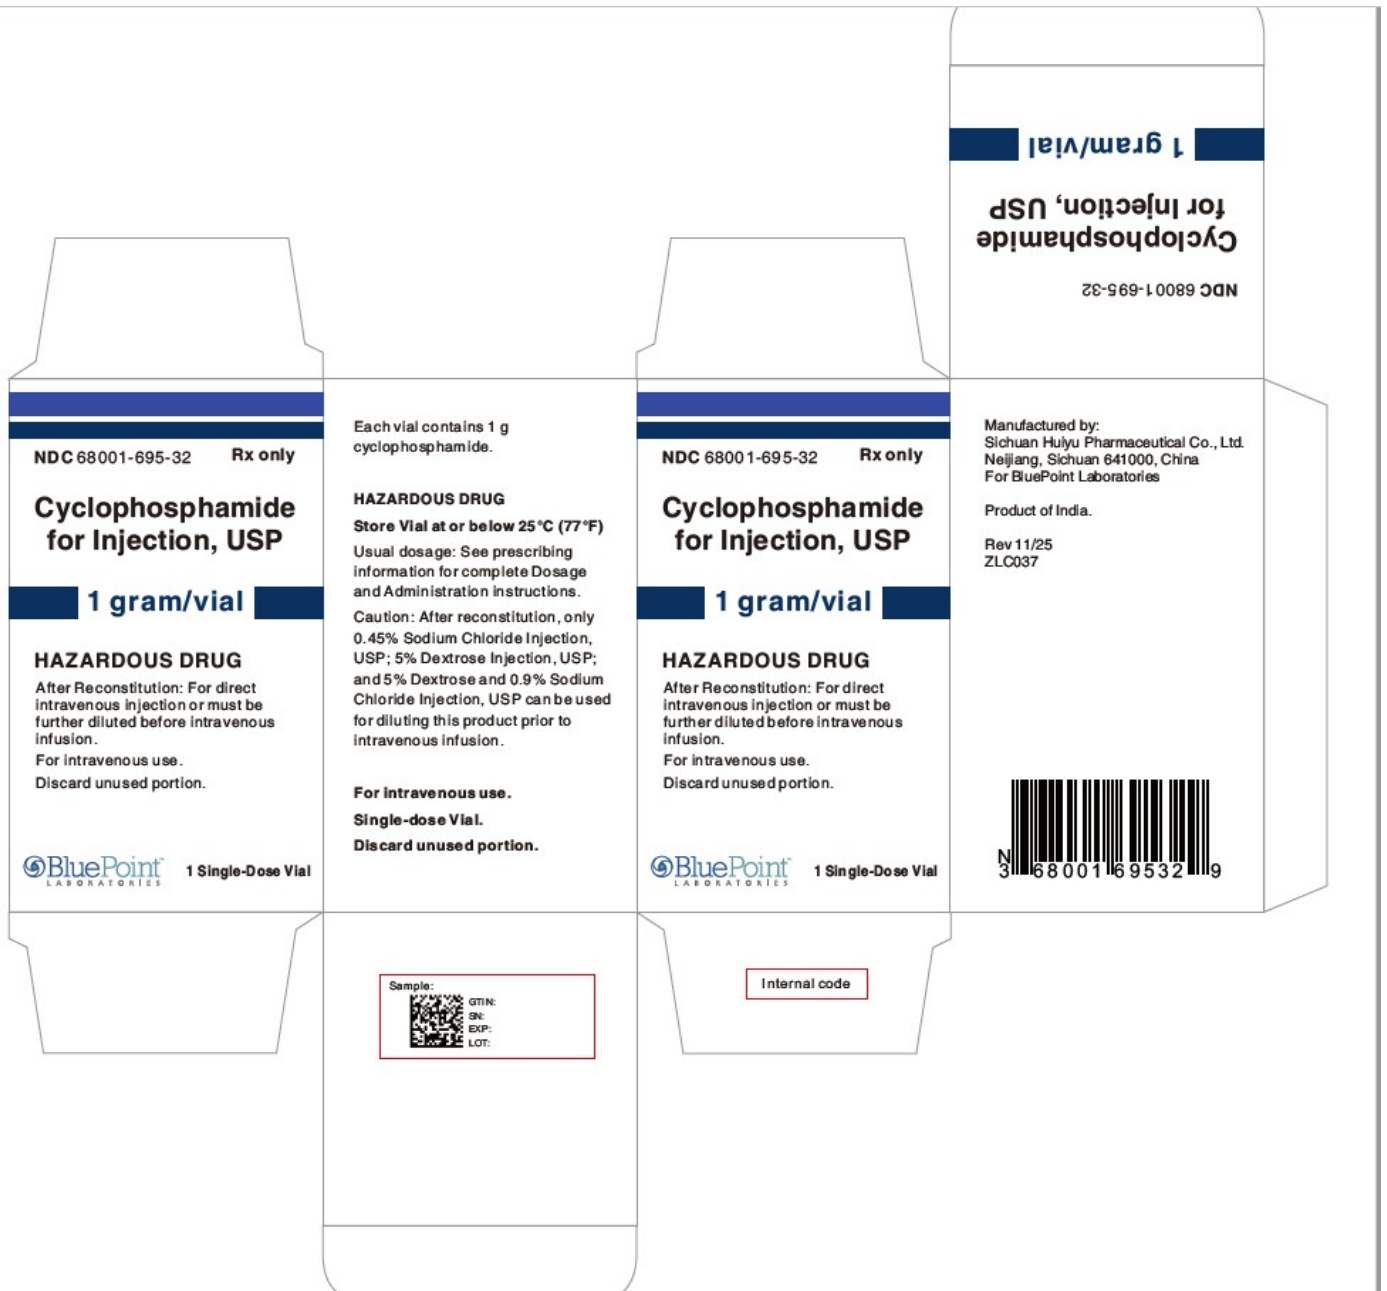 1 gram/vial
Cyclophosphamide
for Injection, USP
NDC 68001-695-32
NDC 68001-695-32 Rx only
Cyclophosphamide
for Injection, USP
1 gram/vial
HAZARDOUS DRUG
After Reconstitution: For direct
intravenous injection or must be
further diluted before intravenous
infusion.
For intravenous use.
Discard unused portion.
BluePoint™
LABORATORIES
1 Single-Dose Vial
Each vial contains 1 g
cyclophosphamide.
HAZARDOUS DRUG
Store Vial at or below 25°C (77°F)
Usual dosage: See prescribing
information for complete Dosage
and Administration instructions.
Caution: After reconstitution, only
0.45% Sodium Chloride Injection,
USP; 5% Dextrose Injection, USP;
and 5% Dextrose and 0.9% Sodium
Chloride Injection, USP can be used
for diluting this product prior to
intravenous infusion.
For intravenous use.
Single-dose Vial.
Discard unused portion.
NDC 68001-695-32 Rx only
Cyclophosphamide
for Injection, USP
1 gram/vial
HAZARDOUS DRUG
After Reconstitution: For direct
intravenous injection or must be
further diluted before intravenous
infusion.
For intravenous use.
Discard unused portion.
BluePoint™
LABORATORIES
1 Single-Dose Vial
Manufactured by:
Sichuan Huiyu Pharmaceutical Co., Ltd.
Neijiang, Sichuan 641000, China
For BluePoint Laboratories
Product of India.
Rev 11/25
ZLC037
N
3 68001 69532 9
Sample:
GTIN:
SN:
EXP:
LOT:
Internal code